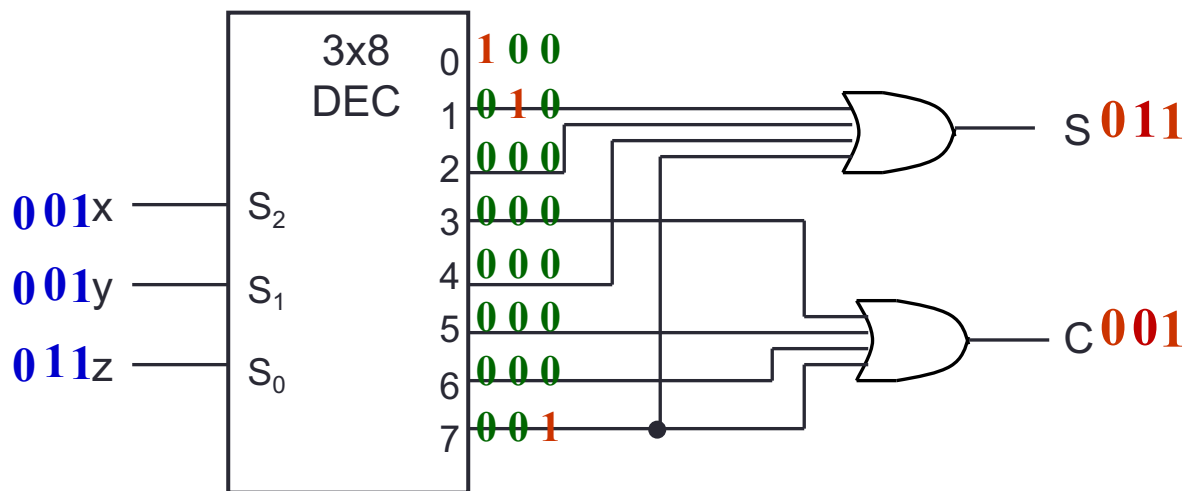 3x8
DEC
0 1 0 0
1 0 1 0
2 0 0 0
3 0 0 0
4 0 0 0
5 0 0 0
6 0 0 0
7 0 0 1
0 0 1 x S₂
0 0 1 y S₁
0 1 1 z S₀
S 0 1 1
C 0 0 1